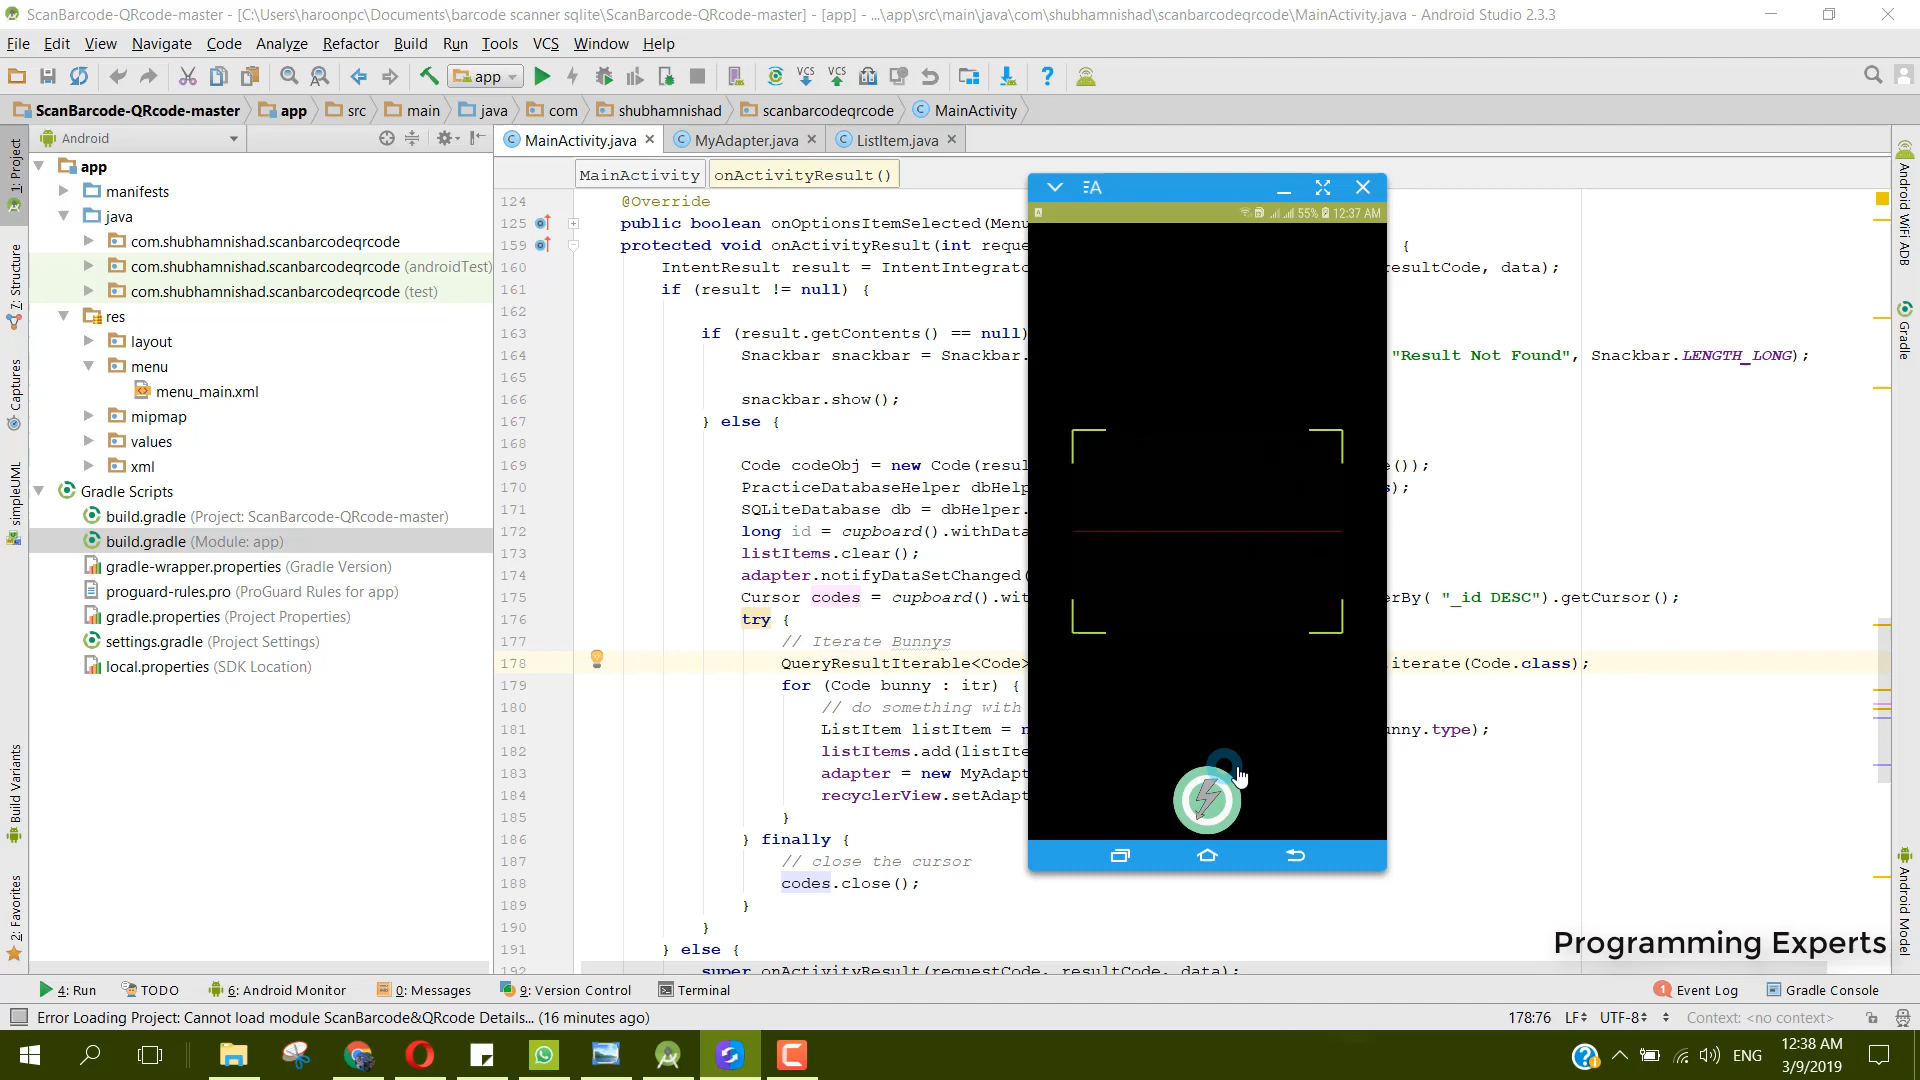 ScanBarcode-QRcode-master - [C:\Users\haroonpc\Documents\barcode scanner sqlite\ScanBarcode-QRcode-master] - [app] - ...\app\src\main\java\com\shubhamnishad\scanbarcodeqrcode\MainActivity.java - Android Studio 2.3.3
File Edit View Navigate Code Analyze Refactor Build Run Tools VCS Window Help
app VCS VCS
ScanBarcode-QRcode-master app src main java com shubhamnishad scanbarcodeqrcode MainActivity
Android
MainActivity.java MyAdapter.java ListItem.java
1: Project
7: Structure
Captures
simpleUML
Build Variants
2: Favorites
app
manifests
java
com.shubhamnishad.scanbarcodeqrcode
com.shubhamnishad.scanbarcodeqrcode (androidTest)
com.shubhamnishad.scanbarcodeqrcode (test)
res
layout
menu
menu_main.xml
mipmap
values
xml
Gradle Scripts
build.gradle (Project: ScanBarcode-QRcode-master)
build.gradle (Module: app)
gradle-wrapper.properties (Gradle Version)
proguard-rules.pro (ProGuard Rules for app)
gradle.properties (Project Properties)
settings.gradle (Project Settings)
local.properties (SDK Location)
MainActivity onActivityResult()
124 @Override
125 public boolean onOptionsItemSelected(Menu
159 protected void onActivityResult(int reque {
160 IntentResult result = IntentIntegrato resultCode, data);
161 if (result != null) {
162
163 if (result.getContents() == null)
164 Snackbar snackbar = Snackbar. "Result Not Found", Snackbar.LENGTH_LONG);
165
166 snackbar.show();
167 } else {
168
169 Code codeObj = new Code(resul e());
170 PracticeDatabaseHelper dbHelp s);
171 SQLiteDatabase db = dbHelper.
172 long id = cupboard().withData
173 listItems.clear();
174 adapter.notifyDataSetChanged(
175 Cursor codes = cupboard().wit erBy( "_id DESC").getCursor();
176 try {
177 // Iterate Bunnys
178 QueryResultIterable<Code> iterate(Code.class);
179 for (Code bunny : itr) {
180 // do something with
181 ListItem listItem = n nny.type);
182 listItems.add(listIte
183 adapter = new MyAdapt
184 recyclerView.setAdapt
185 }
186 } finally {
187 // close the cursor
188 codes.close();
189 }
190 }
191 } else {
192 super.onActivityResult(requestCode, resultCode, data);
A
55% 12:37 AM
Android WiFi ADB
Gradle
Android Model
Programming Experts
4: Run TODO 6: Android Monitor 0: Messages 9: Version Control Terminal 1 Event Log Gradle Console
Error Loading Project: Cannot load module ScanBarcode&QRcode Details... (16 minutes ago) 178:76 LF UTF-8 Context: <no context>
ENG 12:38 AM
3/9/2019